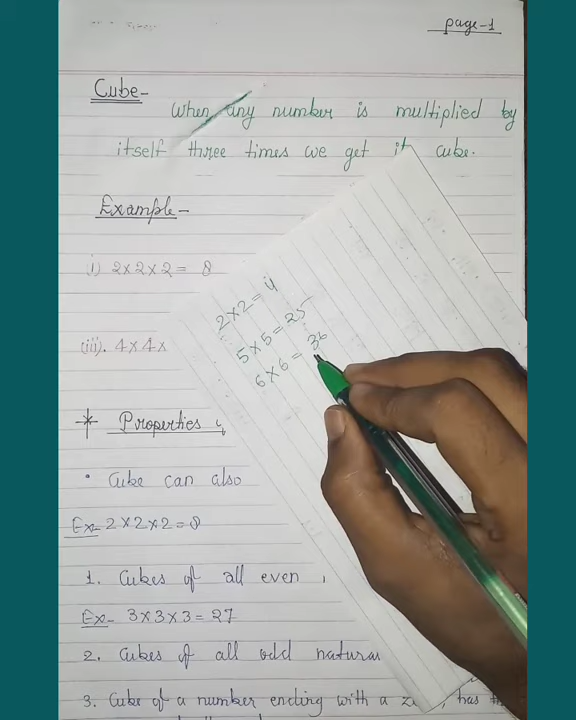 page-1
Cube-
When any number is multiplied by
itself three times we get it cube.
Example-
(i) 2×2×2= 8
(iii). 4×4×
2×2=4
5×5=25
6×6=36
* Properties
• Cube can also
Ex- 2×2×2=8
1. Cubes of all even
Ex- 3×3×3=27
2. Cubes of all odd natura
3. Cube of a number ending with a has